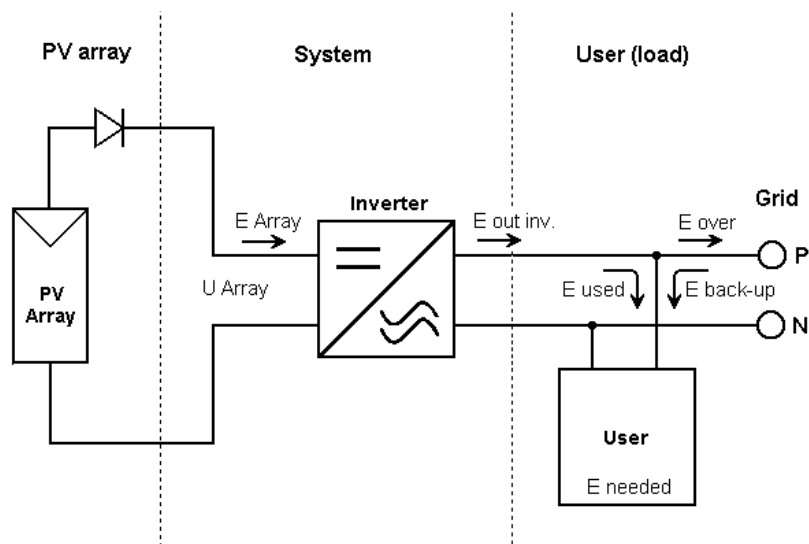 PV array
System
User (load)
Inverter
Grid
E Array
E out inv.
E over
P
PV
Array
U Array
E used
E back-up
N
User
E needed